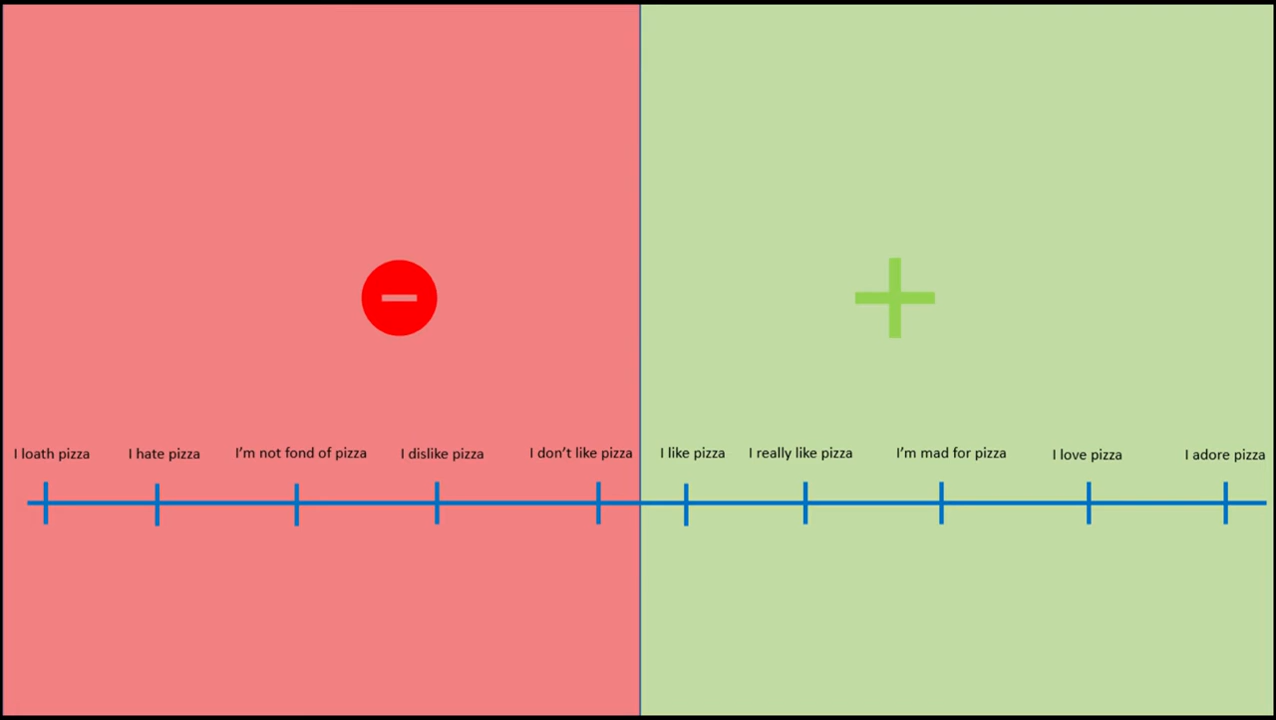 I loath pizza
I hate pizza
I'm not fond of pizza
I dislike pizza
I don't like pizza
I like pizza
I really like pizza
I'm mad for pizza
I love pizza
I adore pizza